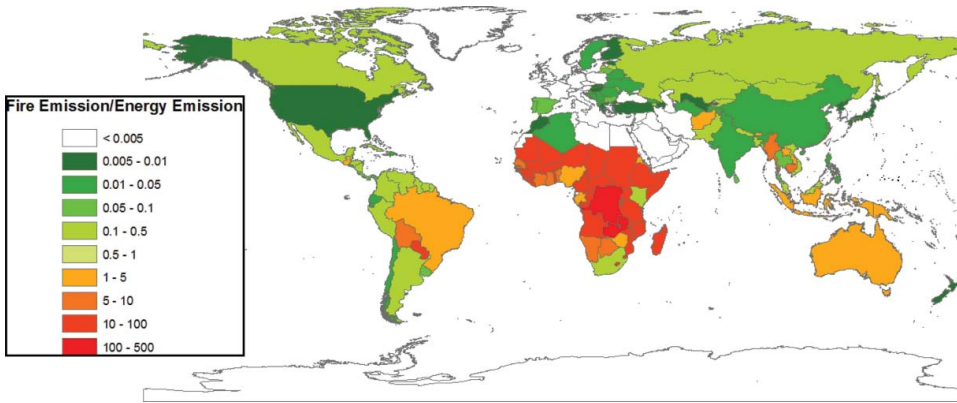 Fire Emission/Energy Emission
< 0.005
0.005 - 0.01
0.01 - 0.05
0.05 - 0.1
0.1 - 0.5
0.5 - 1
1 - 5
5 - 10
10 - 100
100 - 500